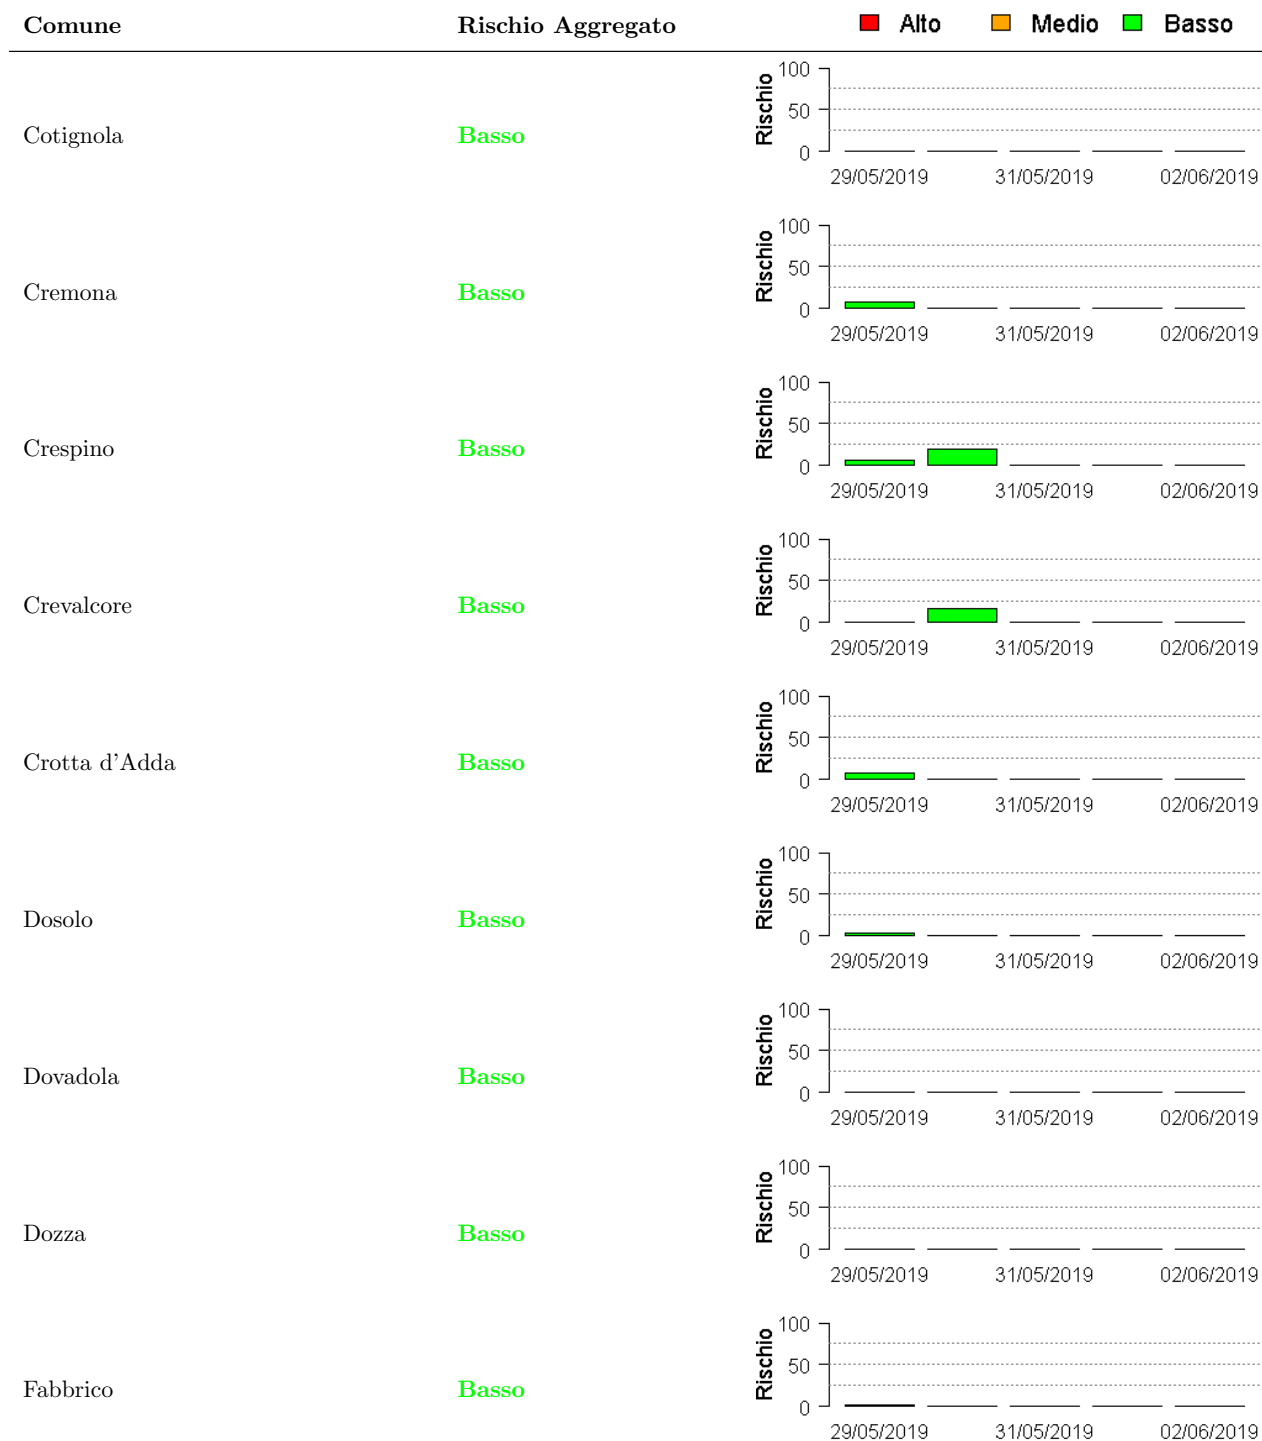 Comune Rischio Aggregato Alto Medio Basso
Cotignola Basso Rischio 100 50 0
29/05/2019 31/05/2019 02/06/2019
Cremona Basso Rischio 100 50 0
29/05/2019 31/05/2019 02/06/2019
Crespino Basso Rischio 100 50 0
29/05/2019 31/05/2019 02/06/2019
Crevalcore Basso Rischio 100 50 0
29/05/2019 31/05/2019 02/06/2019
Crotta d'Adda Basso Rischio 100 50 0
29/05/2019 31/05/2019 02/06/2019
Dosolo Basso Rischio 100 50 0
29/05/2019 31/05/2019 02/06/2019
Dovadola Basso Rischio 100 50 0
29/05/2019 31/05/2019 02/06/2019
Dozza Basso Rischio 100 50 0
29/05/2019 31/05/2019 02/06/2019
Fabbrico Basso Rischio 100 50 0
29/05/2019 31/05/2019 02/06/2019